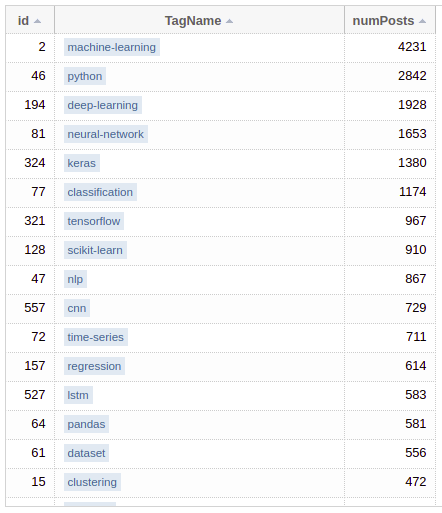 id TagName numPosts
2 machine-learning 4231
46 python 2842
194 deep-learning 1928
81 neural-network 1653
324 keras 1380
77 classification 1174
321 tensorflow 967
128 scikit-learn 910
47 nlp 867
557 cnn 729
72 time-series 711
157 regression 614
527 lstm 583
64 pandas 581
61 dataset 556
15 clustering 472